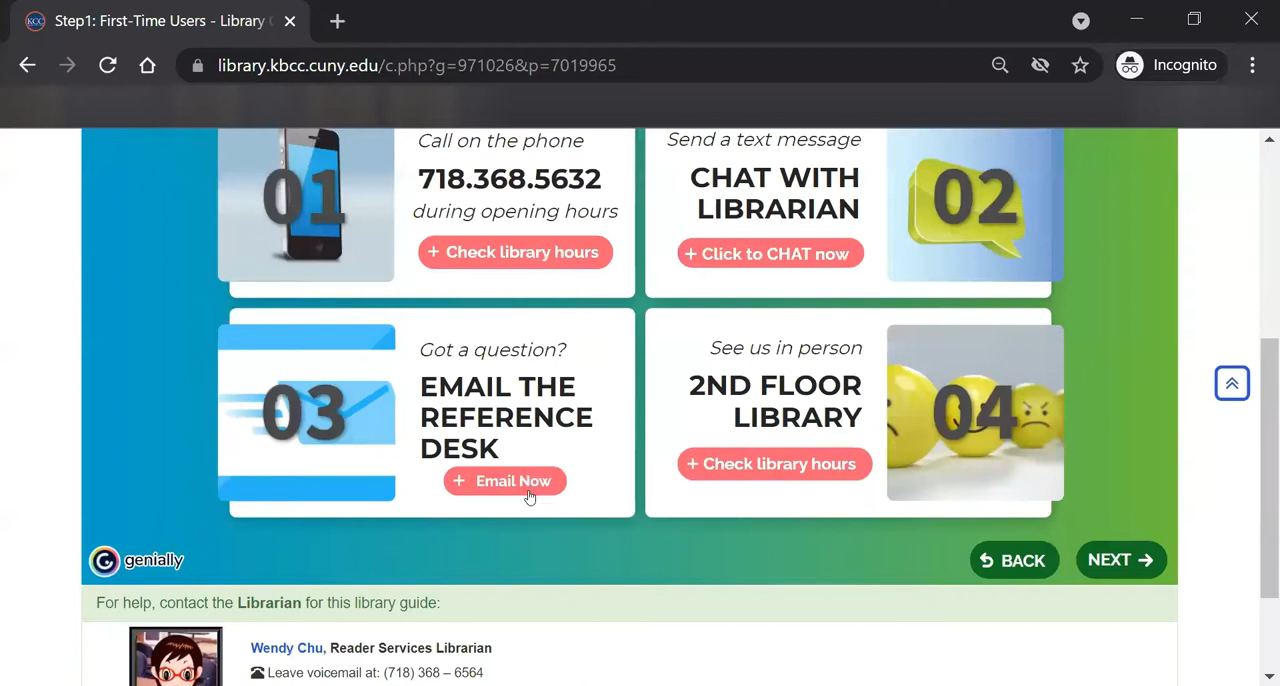 KCC
Step1: First-Time Users - Library
library.kbcc.cuny.edu/c.php?g=971026&p=7019965
Incognito
01
Call on the phone
718.368.5632
during opening hours
+ Check library hours
Send a text message
CHAT WITH
LIBRARIAN
+ Click to CHAT now
02
03
Got a question?
EMAIL THE
REFERENCE
DESK
+ Email Now
See us in person
2ND FLOOR
LIBRARY
+ Check library hours
04
genially
BACK
NEXT
For help, contact the Librarian for this library guide:
Wendy Chu, Reader Services Librarian
Leave voicemail at: (718) 368 – 6564